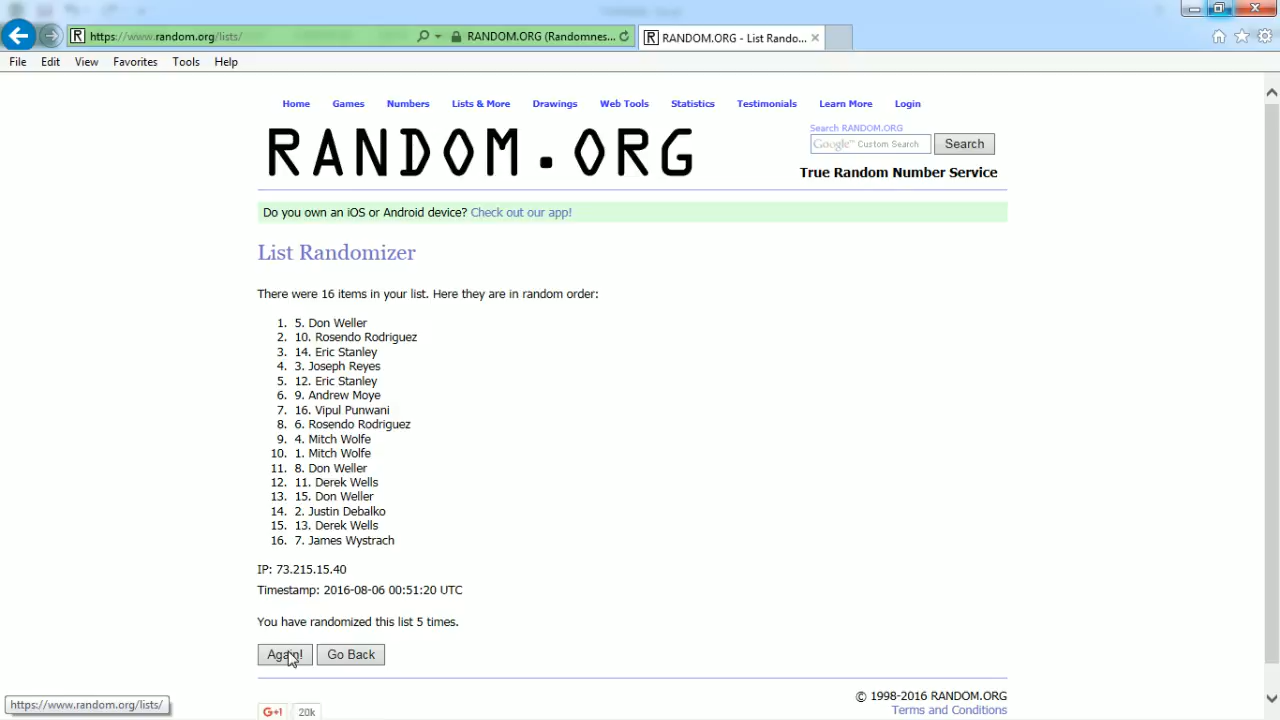 https://www.random.org/lists/
RANDOM.ORG (Randomnes...
RANDOM.ORG - List Rando...
File Edit View Favorites Tools Help
Home Games Numbers Lists & More Drawings Web Tools Statistics Testimonials Learn More Login
RANDOM.ORG
Search RANDOM.ORG
Google™ Custom Search
Search
True Random Number Service
Do you own an iOS or Android device? Check out our app!
List Randomizer
There were 16 items in your list. Here they are in random order:
1. 5. Don Weller
2. 10. Rosendo Rodriguez
3. 14. Eric Stanley
4. 3. Joseph Reyes
5. 12. Eric Stanley
6. 9. Andrew Moye
7. 16. Vipul Punwani
8. 6. Rosendo Rodriguez
9. 4. Mitch Wolfe
10. 1. Mitch Wolfe
11. 8. Don Weller
12. 11. Derek Wells
13. 15. Don Weller
14. 2. Justin Debalko
15. 13. Derek Wells
16. 7. James Wystrach
IP: 73.215.15.40
Timestamp: 2016-08-06 00:51:20 UTC
You have randomized this list 5 times.
Again! Go Back
© 1998-2016 RANDOM.ORG
Terms and Conditions
https://www.random.org/lists/
G+1 20k